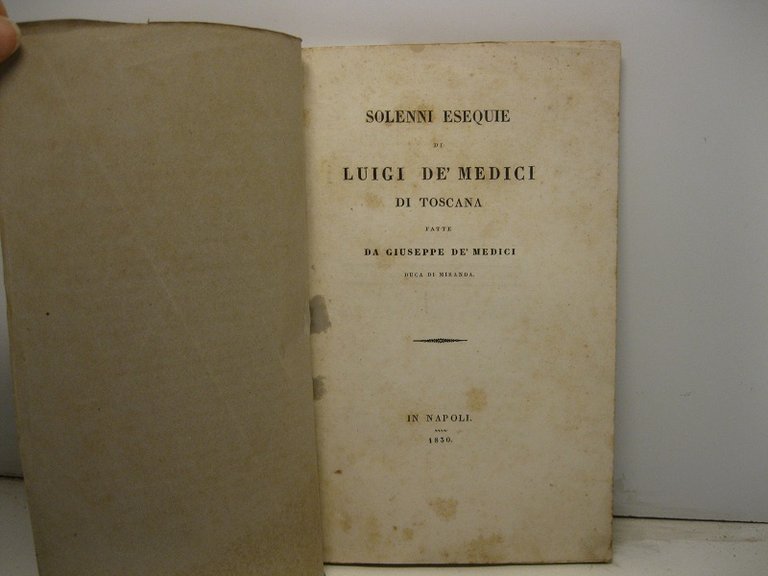 SOLENNI ESEQUIE
DI
LUIGI DE' MEDICI
DI TOSCANA
FATTE
DA GIUSEPPE DE' MEDICI
DUCA DI MIRANDA.
IN NAPOLI.
1830.